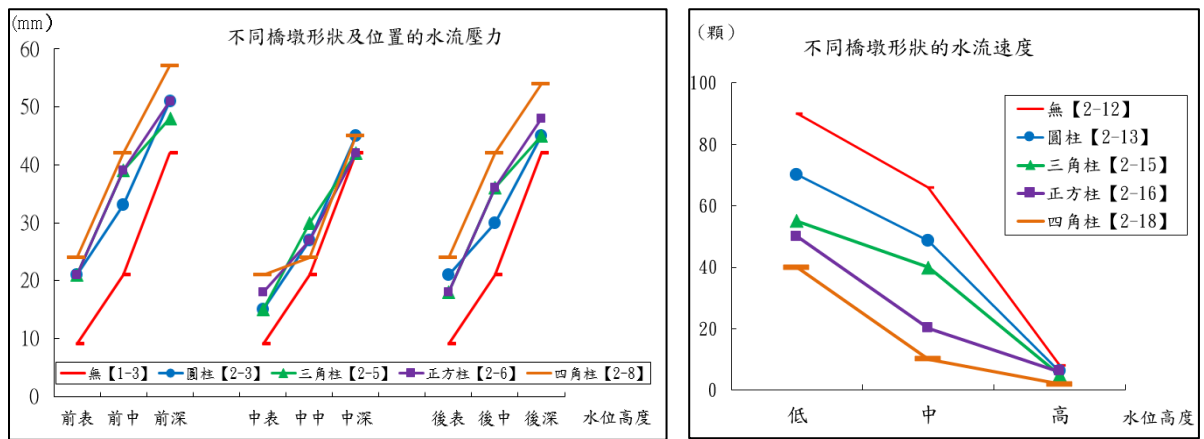 (mm)
不同橋墩形狀及位置的水流壓力
60
50
40
30
20
10
0
無【1-3】 圓柱【2-3】 三角柱【2-5】 正方柱【2-6】 四角柱【2-8】
前表 前中 前深 中表 中中 中深 後表 後中 後深 水位高度
(顆)
不同橋墩形狀的水流速度
100
80
60
40
20
0
無【2-12】
圓柱【2-13】
三角柱【2-15】
正方柱【2-16】
四角柱【2-18】
低 中 高 水位高度